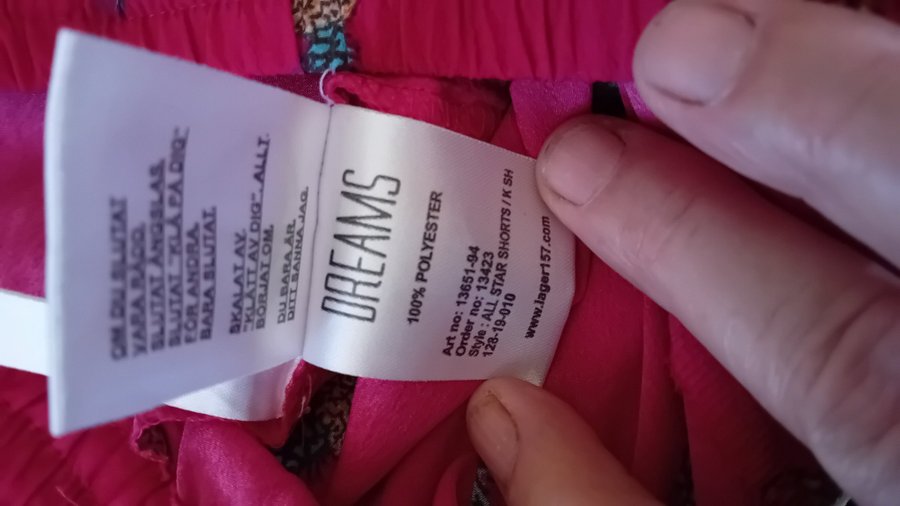 OM DU SLUTAT
VARA RÄDD.
SLUTAT ÄNGSLAS.
SLUTAT "KLÄ PÅ DIG"
FÖR ANDRA.
BARA SLUTAT.
SKALAT AV.
"KLÄTT AV DIG". ALLT.
BÖRJAT OM.
DU BARA ÄR.
DITT SANNA JAG.
DREAMS
100% POLYESTER
Art no: 13651-94
Order no: 13423
Style : ALL STAR SHORTS / K SH
128-19-010
www.lager157.com